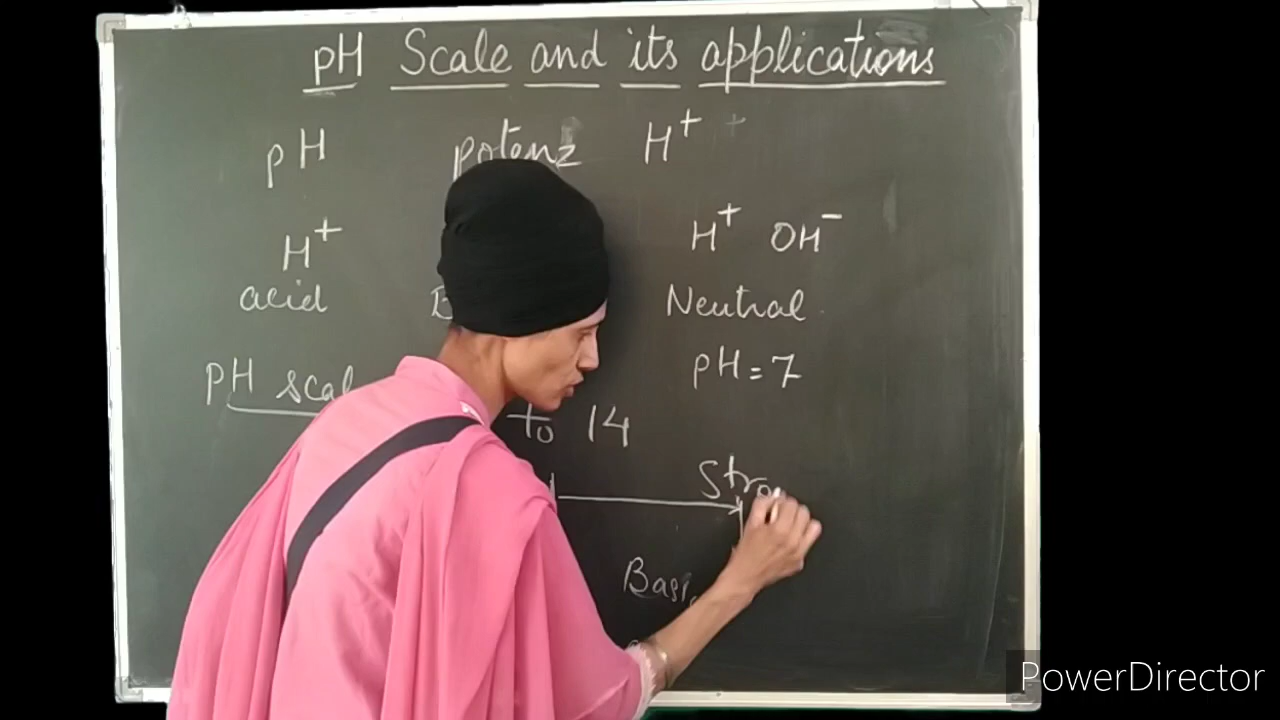 pH Scale and its applications
pH potenz H⁺ +
H⁺ H⁺ OH⁻
acid Neutral
pH scal pH = 7
to 14
Stro
Basi
PowerDirector